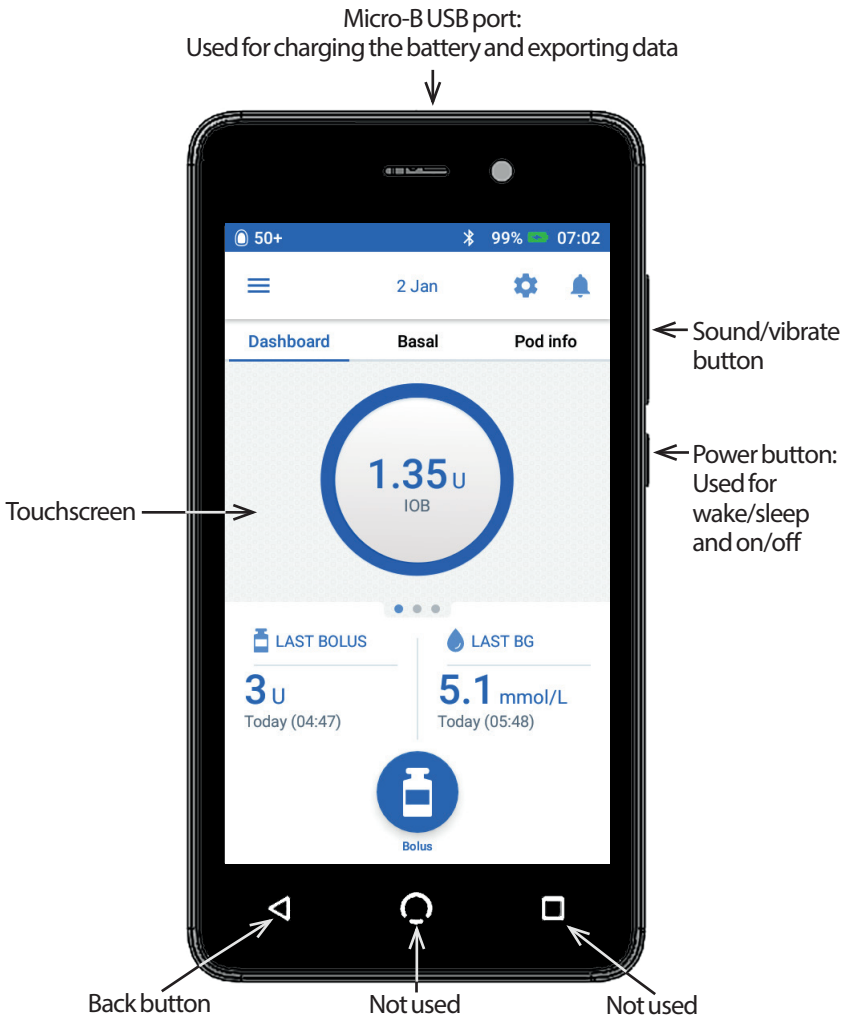 Micro-B USB port:
Used for charging the battery and exporting data
50+ 99% 07:02
2 Jan
Dashboard Basal Pod info
Sound/vibrate
button
1.35 U
IOB
Power button:
Used for
wake/sleep
and on/off
Touchscreen
LAST BOLUS LAST BG
3 U 5.1 mmol/L
Today (04:47) Today (05:48)
Bolus
Back button Not used Not used